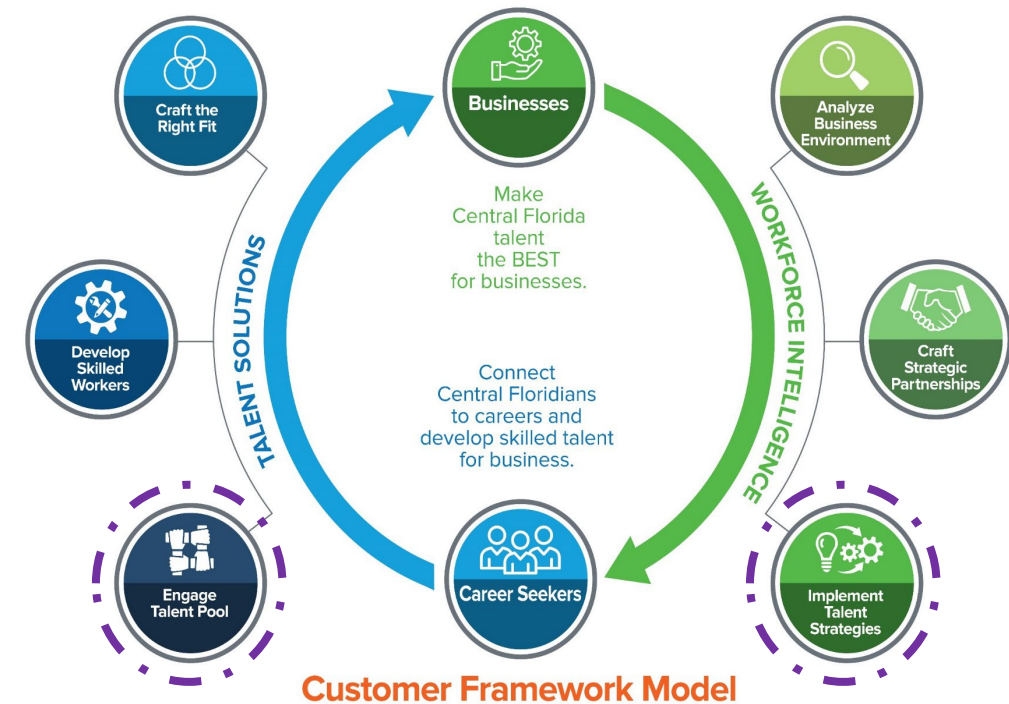 Craft the
Right Fit
Businesses
Analyze
Business
Environment
Make
Central Florida
talent
the BEST
for businesses.
TALENT SOLUTIONS
WORKFORCE INTELLIGENCE
Develop
Skilled
Workers
Craft
Strategic
Partnerships
Connect
Central Floridians
to careers and
develop skilled talent
for business.
Engage
Talent Pool
Career Seekers
Implement
Talent
Strategies
Customer Framework Model